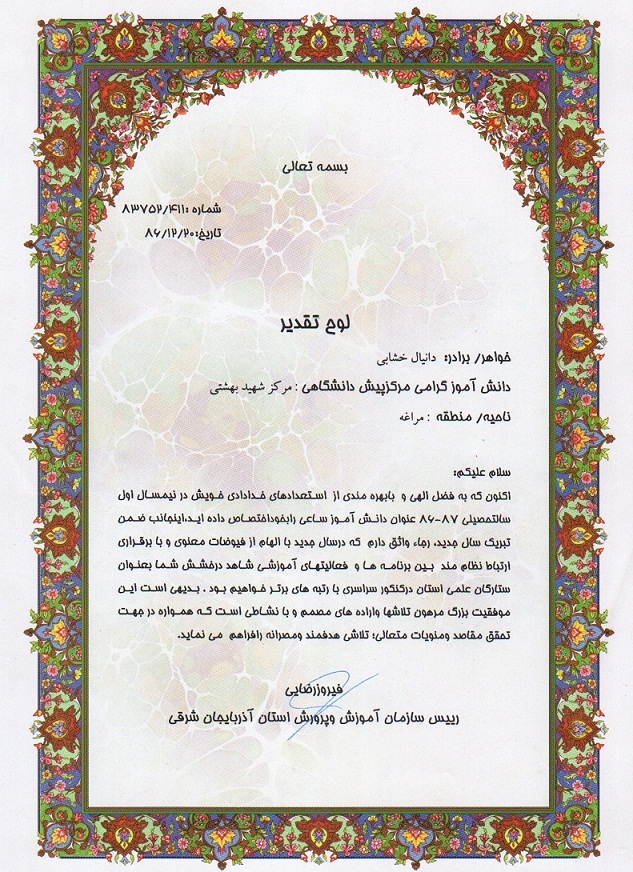 بسمه تعالی
شماره :۸۳۷۵۲/۴۱۱
تاریخ:۸۶/۱۲/۲۰
لوح تقدیر
خواهر/ برادر: دانیال خشابی
دانش آموز گرامی مرکزپیش دانشگاهی : مرکز شهید بهشتی
ناحیه/ منطقه : مراغه
سلام علیکم:
اکنون که به فضل الهی و بابهره مندی از استعدادهای خدادادی خویش در نیمسال اول
سالتحصیلی ۸۷-۸۶ عنوان دانش آموز ساعی رابخوداختصاص داده اید،اینجانب ضمن
تبریک سال جدید، رجاء واثق دارم که درسال جدید با الهام از فیوضات معنوی و با برقراری
ارتباط نظام مند بین برنامه ها و فعالیتهای آموزشی شاهد درخشش شما بعنوان
ستارگان علمی استان درکنکور سراسری با رتبه های برتر خواهیم بود . بدیهی است این
موفقیت بزرگ مرهون تلاشها واراده های مصمم و با نشاطی است که همواره در جهت
تحقق مقاصد ومنویات متعالی؛ تلاشی هدفمند ومصرانه رافراهم می نماید.
فیروزرضایی
رییس سازمان آموزش وپرورش استان آذربایجان شرقی